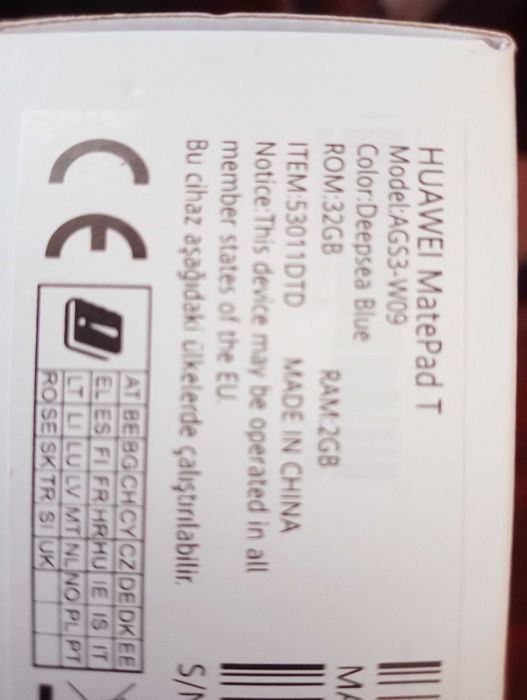 HUAWEI MatePad T
Model:AGS3-W09
Color:Deepsea Blue
ROM:32GB RAM:2GB
ITEM:53011DTD MADE IN CHINA
Notice:This device may be operated in all
member states of the EU.
Bu cihaz aşağıdaki ülkelerde çalıştırılabilir.
CE
AT BE BG CH CY CZ DE DK EE
EL ES FI FR HR HU IE IS IT
LT LI LU LV MT NL NO PL PT
RO SE SK TR SI UK